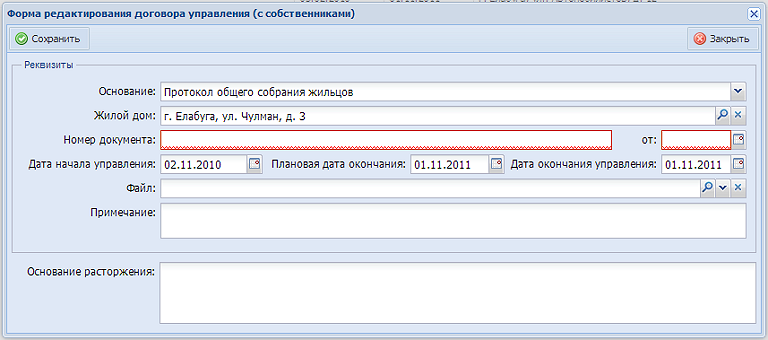 Форма редактирования договора управления (с собственниками)
Сохранить Закрыть
Реквизиты
Основание: Протокол общего собрания жильцов
Жилой дом: г. Елабуга, ул. Чулман, д. 3
Номер документа: от:
Дата начала управления: 02.11.2010 Плановая дата окончания: 01.11.2011 Дата окончания управления: 01.11.2011
Файл:
Примечание:
Основание расторжения: